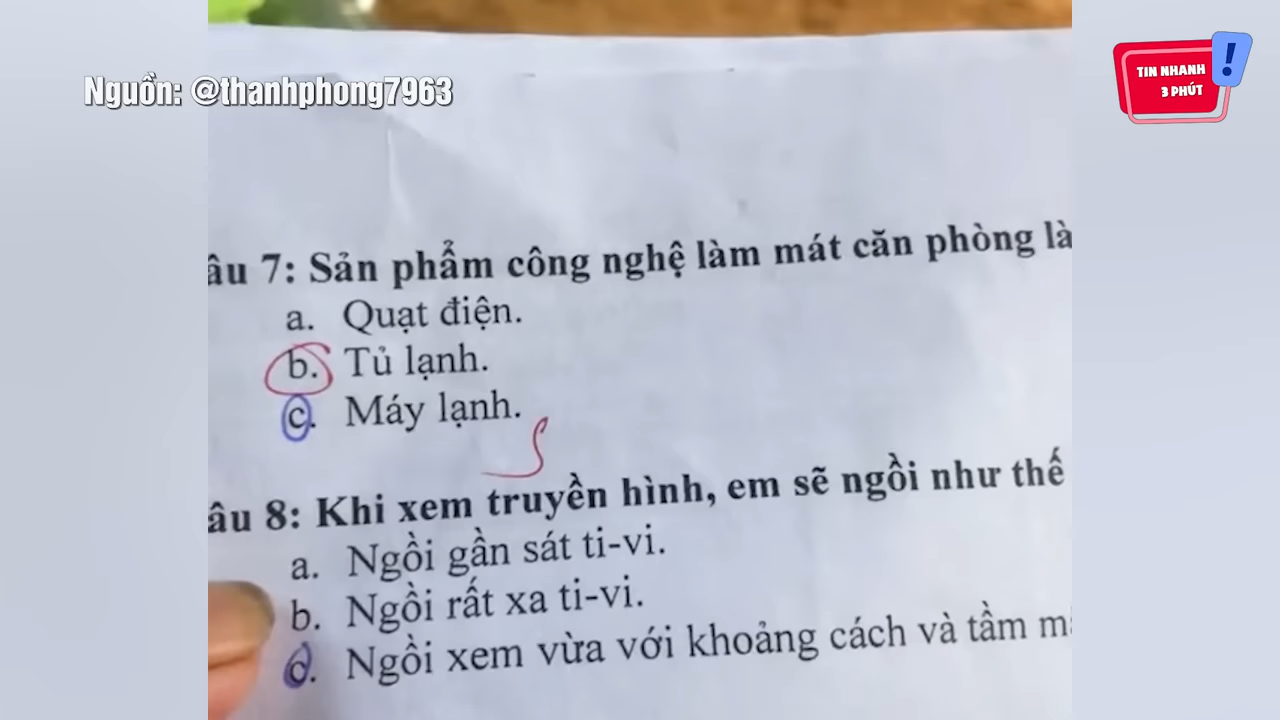 Nguồn: @thanhphong7963
TIN NHANH !
3 PHÚT
âu 7: Sản phẩm công nghệ làm mát căn phòng là
a. Quạt điện.
b. Tủ lạnh.
c. Máy lạnh.
S
âu 8: Khi xem truyền hình, em sẽ ngồi như thế
a. Ngồi gần sát ti-vi.
b. Ngồi rất xa ti-vi.
c. Ngồi xem vừa với khoảng cách và tầm m